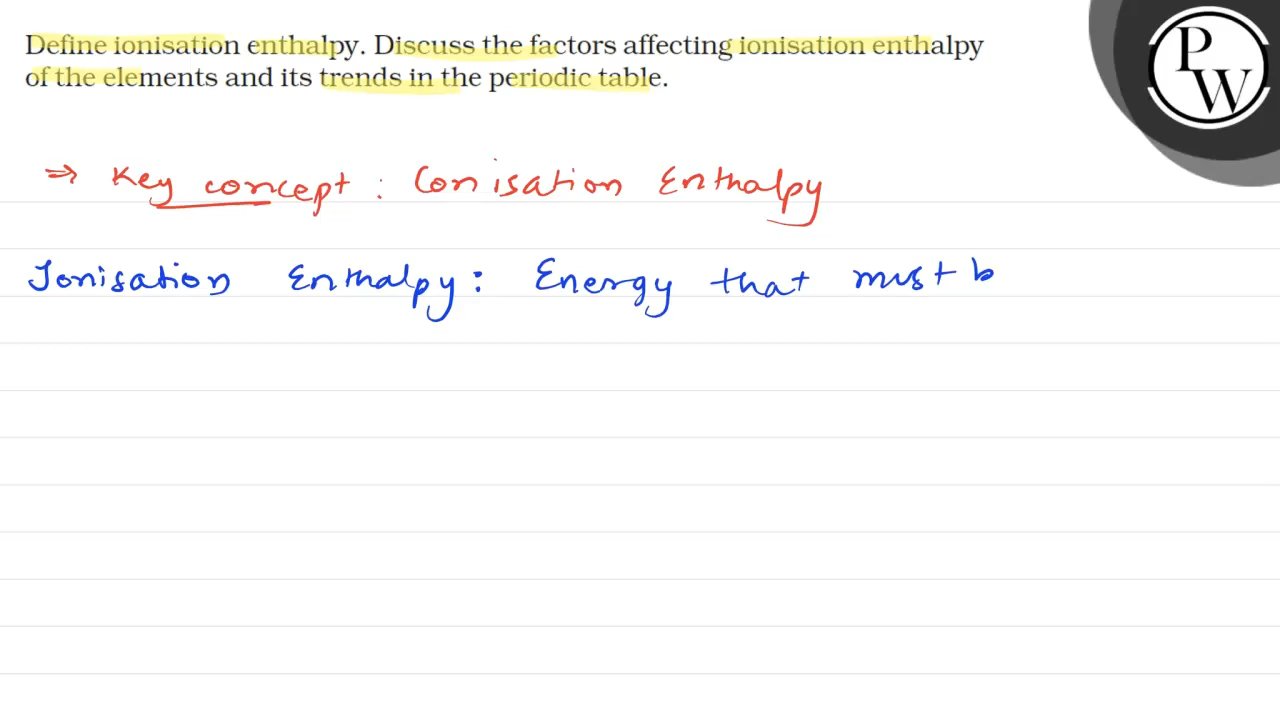 Define ionisation enthalpy. Discuss the factors affecting ionisation enthalpy
of the elements and its trends in the periodic table.
PW
⇒ Key concept : Ionisation Enthalpy
Ionisation Enthalpy: Energy that must b